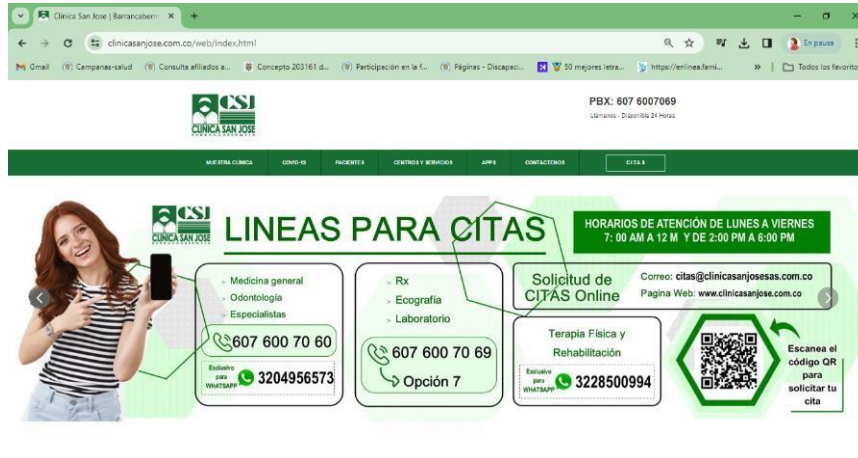 Clinica San Jose | Barrancaberm
clinicasanjose.com.co/web/index.html
En pausa
Gmail
Campanas-salud
Consulta afiliados a...
Concepto 203161 d...
Participación en la f...
Páginas - Discapaci...
50 mejores letra...
https://enlinea.fami...
Todos los favorito
CSJ
CLINICA SAN JOSE
PBX: 607 6007069
Llámanos - Disponible 24 Horas
NUESTRA CLINICA
COVID-19
PACIENTES
CENTROS Y SERVICIOS
APPS
CONTACTENOS
CITAS
CSJ
CLINICA SAN JOSE
LINEAS PARA CITAS
HORARIOS DE ATENCIÓN DE LUNES A VIERNES
7: 00 AM A 12 M Y DE 2:00 PM A 6:00 PM
Medicina general
Odontología
Especialistas
607 600 70 60
Exclusivo
para
WHATSAPP
3204956573
Rx
Ecografía
Laboratorio
607 600 70 69
Opción 7
Solicitud de
CITAS Online
Correo: citas@clinicasanjosesas.com.co
Pagina Web: www.clinicasanjose.com.co
Terapia Física y
Rehabilitación
Exclusivo
para
WHATSAPP
3228500994
Escanea el
código QR
para
solicitar tu
cita